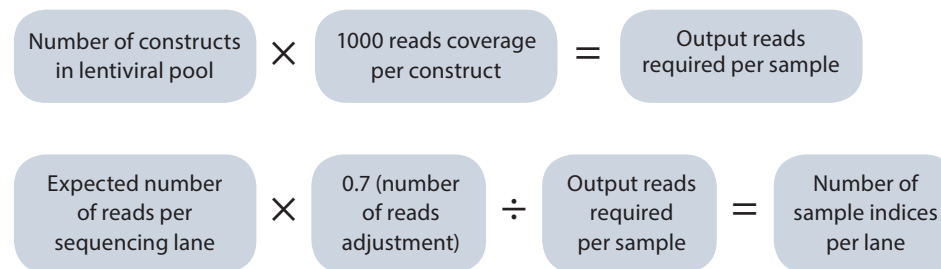 Number of constructs
in lentiviral pool
×
1000 reads coverage
per construct
=
Output reads
required per sample
Expected number
of reads per
sequencing lane
×
0.7 (number
of reads
adjustment)
÷
Output reads
required
per sample
=
Number of
sample indices
per lane